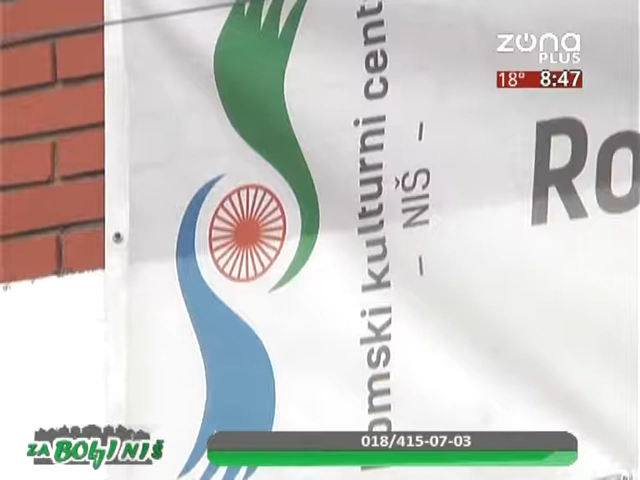 zona
PLUS
18° 8:47
omski kulturni cent
- NIŠ -
Ro
018/415-07-03
ZA BOLJI NIŠ